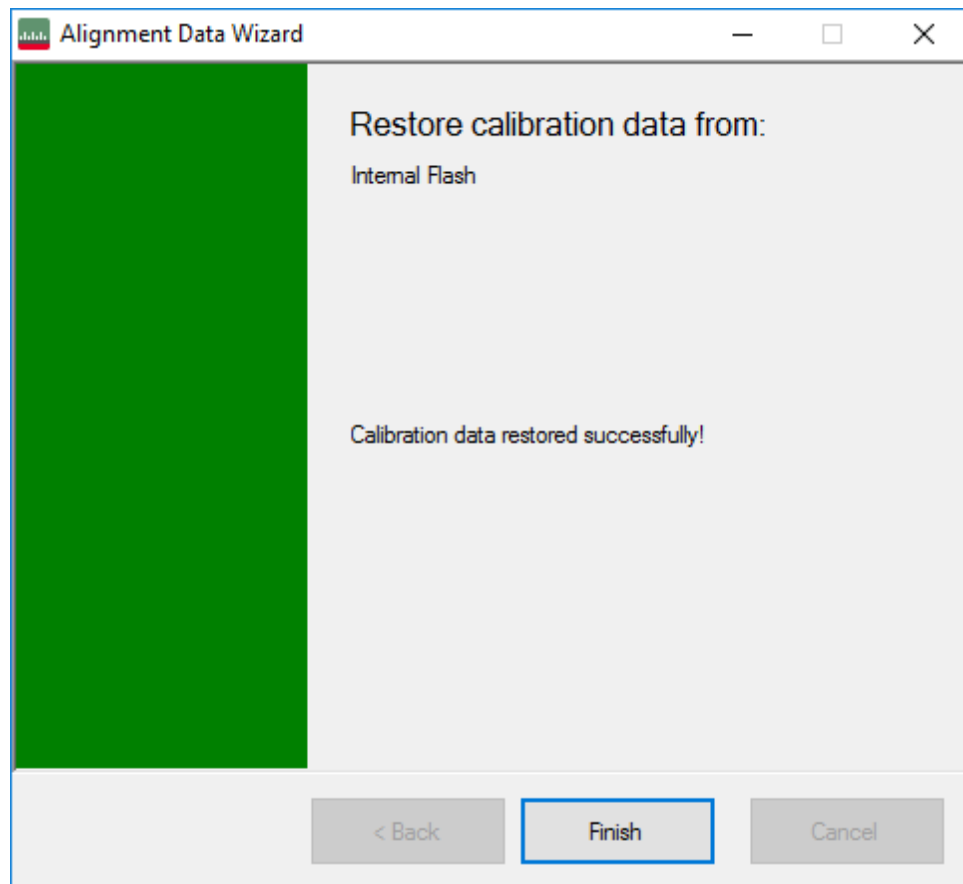 Alignment Data Wizard
Restore calibration data from:
Internal Flash
Calibration data restored successfully!
< Back
Finish
Cancel